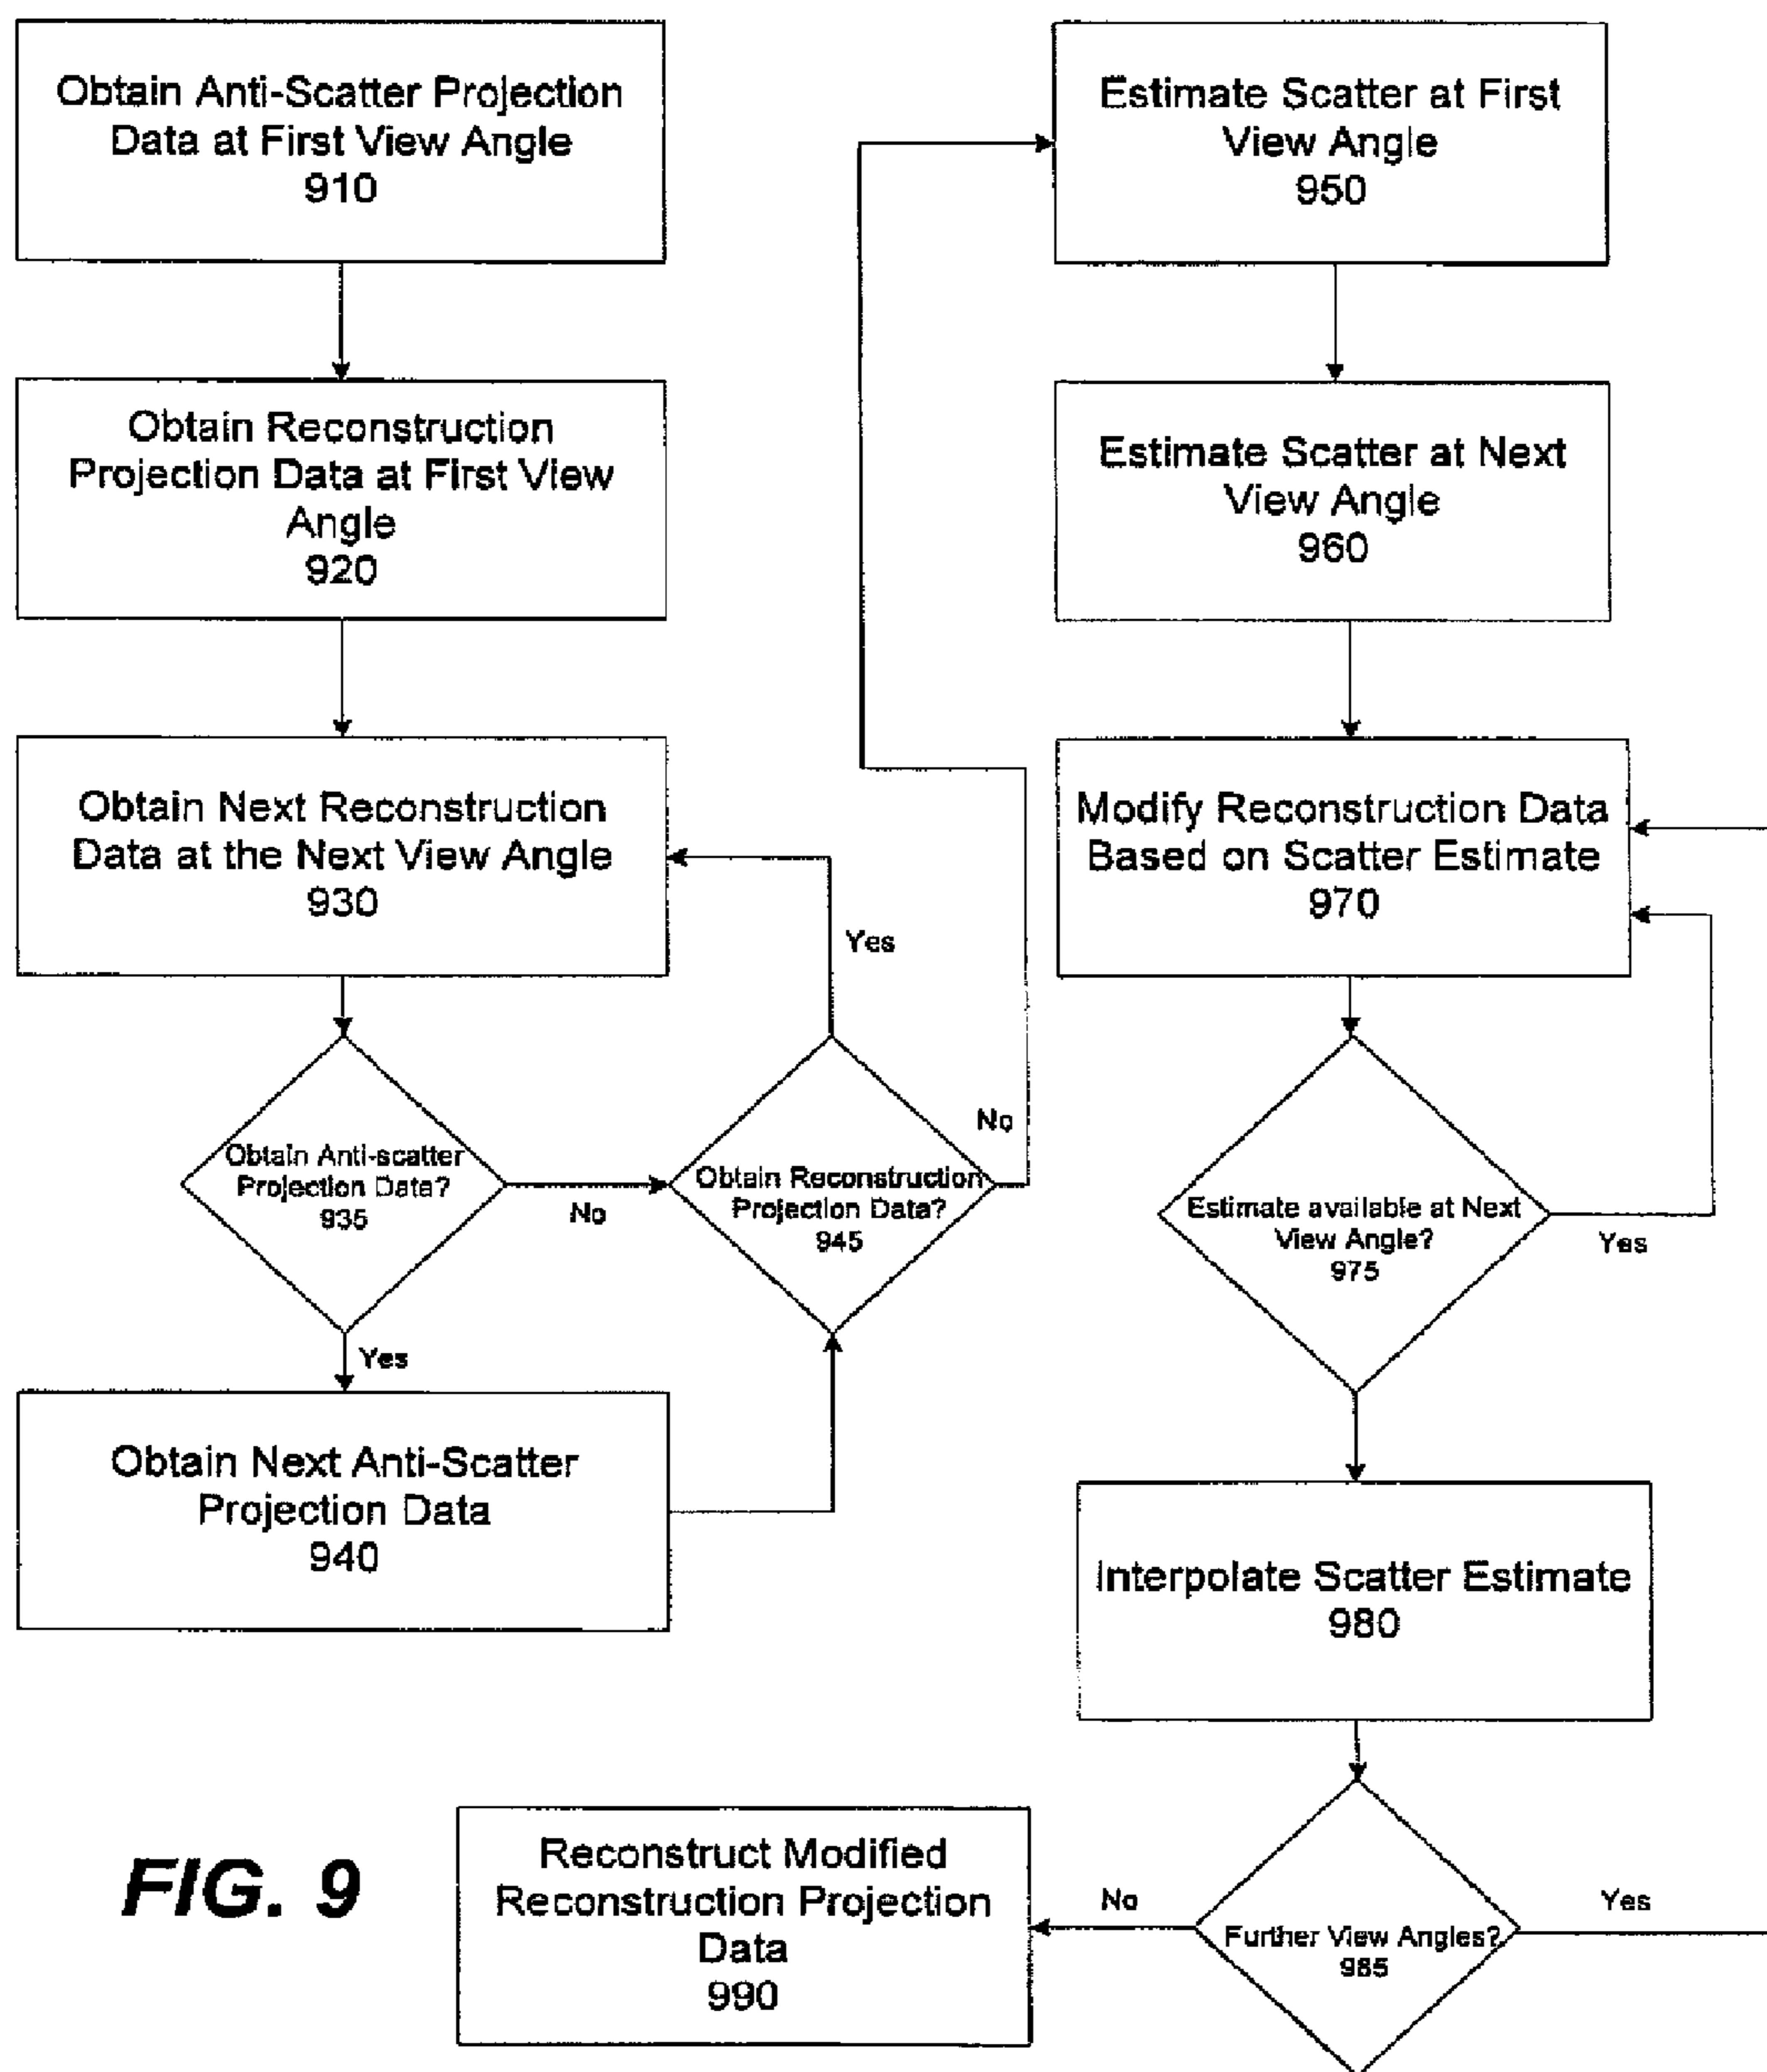 Obtain Anti-Scatter Projection
Data at First View Angle
910
Obtain Reconstruction
Projection Data at First View
Angle
920
Obtain Next Reconstruction
Data at the Next View Angle
930
Yes
Obtain Anti-scatter
Projection Data?
935
No
Obtain Reconstruction
Projection Data?
945
No
Yes
Obtain Next Anti-Scatter
Projection Data
940
Estimate Scatter at First
View Angle
950
Estimate Scatter at Next
View Angle
960
Modify Reconstruction Data
Based on Scatter Estimate
970
Estimate available at Next
View Angle?
975
Yes
Interpolate Scatter Estimate
980
Further View Angles?
985
Yes
No
Reconstruct Modified
Reconstruction Projection
Data
990
FIG. 9